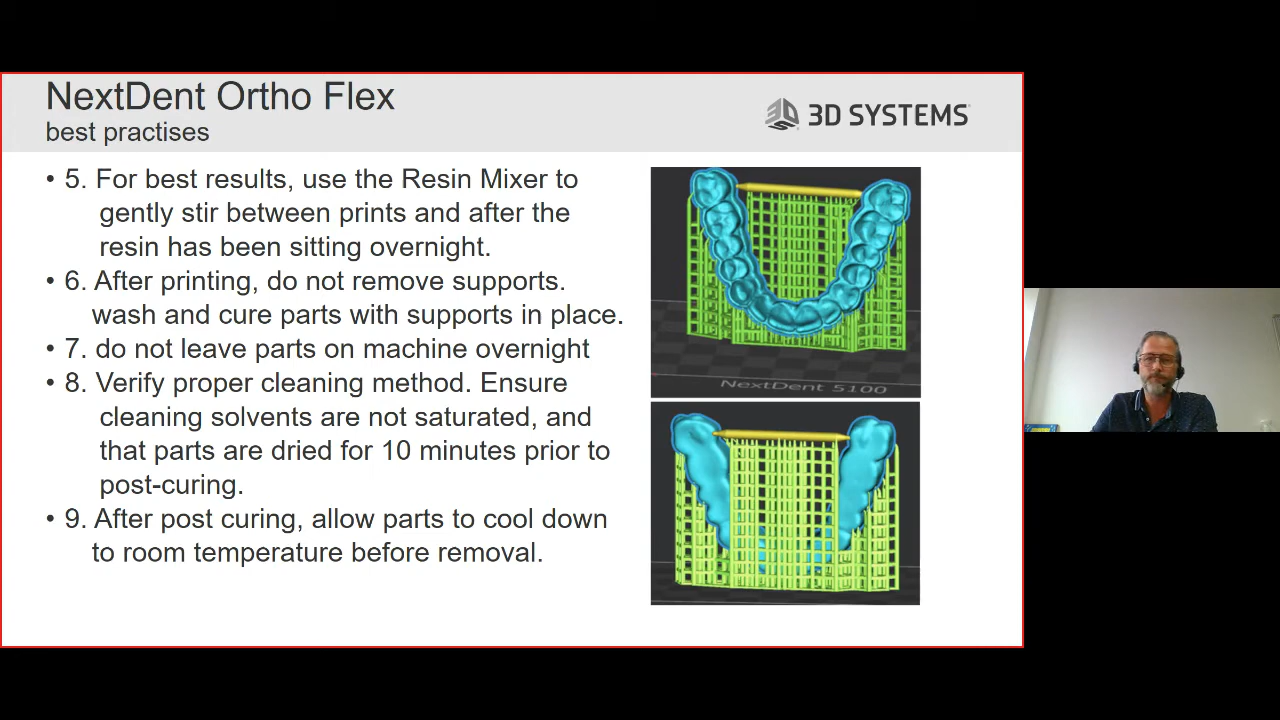 NextDent Ortho Flex
best practises
3D SYSTEMS
• 5. For best results, use the Resin Mixer to
gently stir between prints and after the
resin has been sitting overnight.
• 6. After printing, do not remove supports.
wash and cure parts with supports in place.
• 7. do not leave parts on machine overnight
• 8. Verify proper cleaning method. Ensure
cleaning solvents are not saturated, and
that parts are dried for 10 minutes prior to
post-curing.
• 9. After post curing, allow parts to cool down
to room temperature before removal.
NextDent 5100